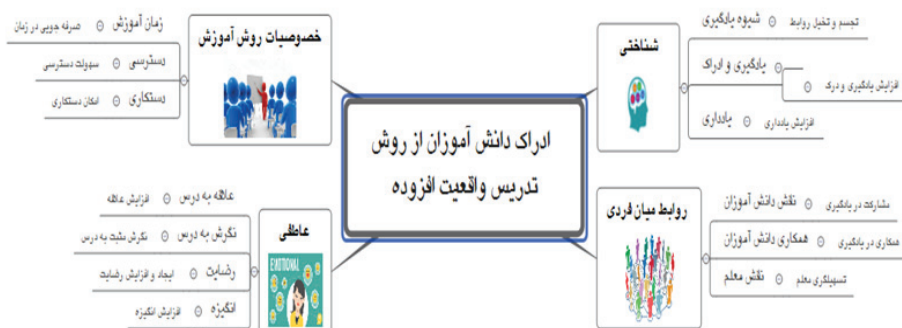 ادراک دانش آموزان از روش
تدریس واقعیت افزوده
شناختی
شیوه یادگیری
تجسم و تخیل روابط
یادگیری و ادراک
افزایش یادگیری و درک
یادداری
افزایش یادداری
روابط میان فردی
نقش دانش آموزان
مشارکت در یادگیری
همکاری دانش آموزان
همکاری در یادگیری
نقش معلم
تسهیلگری معلم
خصوصیات روش آموزش
زمان آموزش
صرفه جویی در زمان
دسترسی
سهولت دسترسی
دستکاری
امکان دستکاری
عاطفی
EMOTIONAL
علاقه به درس
افزایش علاقه
نگرش به درس
نگرش مثبت به درس
رضایت
ایجاد و افزایش رضایت
انگیزه
افزایش انگیزه